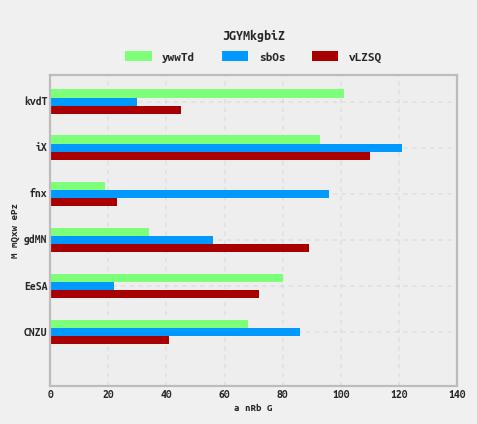 JGYMkgbiZ
ywwTd sbOs vLZSQ
kvdT
iX
fnx
gdMN
EeSA
CNZU
M mQxw ePz
0 20 40 60 80 100 120 140
a nRb G